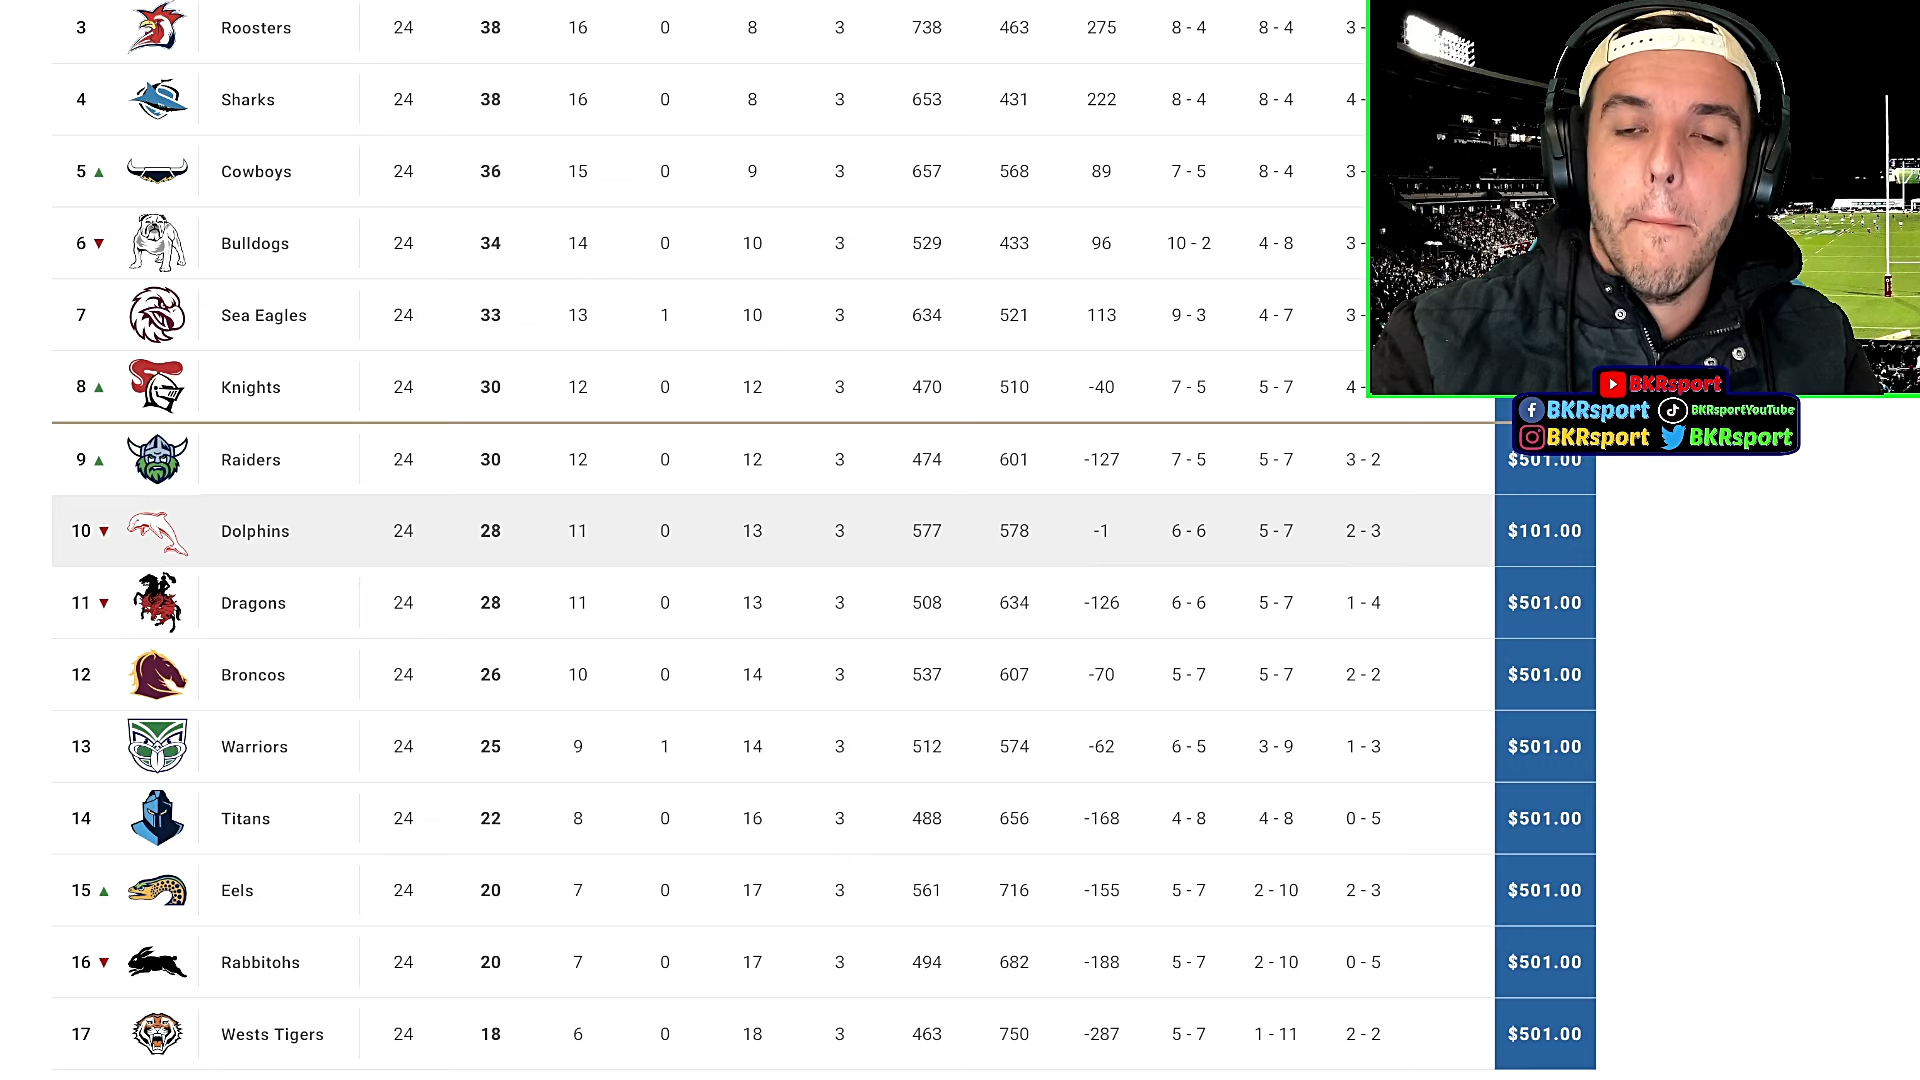 3 Roosters 24 38 16 0 8 3 738 463 275 8 - 4 8 - 4 3 -
4 Sharks 24 38 16 0 8 3 653 431 222 8 - 4 8 - 4 4 -
5 Cowboys 24 36 15 0 9 3 657 568 89 7 - 5 8 - 4 3 -
6 Bulldogs 24 34 14 0 10 3 529 433 96 10 - 2 4 - 8 3 -
7 Sea Eagles 24 33 13 1 10 3 634 521 113 9 - 3 4 - 7 3 -
8 Knights 24 30 12 0 12 3 470 510 -40 7 - 5 5 - 7 4 -
BKRsport
BKRsport BKRsportYouTube
BKRsport BKRsport
9 Raiders 24 30 12 0 12 3 474 601 -127 7 - 5 5 - 7 3 - 2 $501.00
10 Dolphins 24 28 11 0 13 3 577 578 -1 6 - 6 5 - 7 2 - 3 $101.00
11 Dragons 24 28 11 0 13 3 508 634 -126 6 - 6 5 - 7 1 - 4 $501.00
12 Broncos 24 26 10 0 14 3 537 607 -70 5 - 7 5 - 7 2 - 2 $501.00
13 Warriors 24 25 9 1 14 3 512 574 -62 6 - 5 3 - 9 1 - 3 $501.00
14 Titans 24 22 8 0 16 3 488 656 -168 4 - 8 4 - 8 0 - 5 $501.00
15 Eels 24 20 7 0 17 3 561 716 -155 5 - 7 2 - 10 2 - 3 $501.00
16 Rabbitohs 24 20 7 0 17 3 494 682 -188 5 - 7 2 - 10 0 - 5 $501.00
17 Wests Tigers 24 18 6 0 18 3 463 750 -287 5 - 7 1 - 11 2 - 2 $501.00